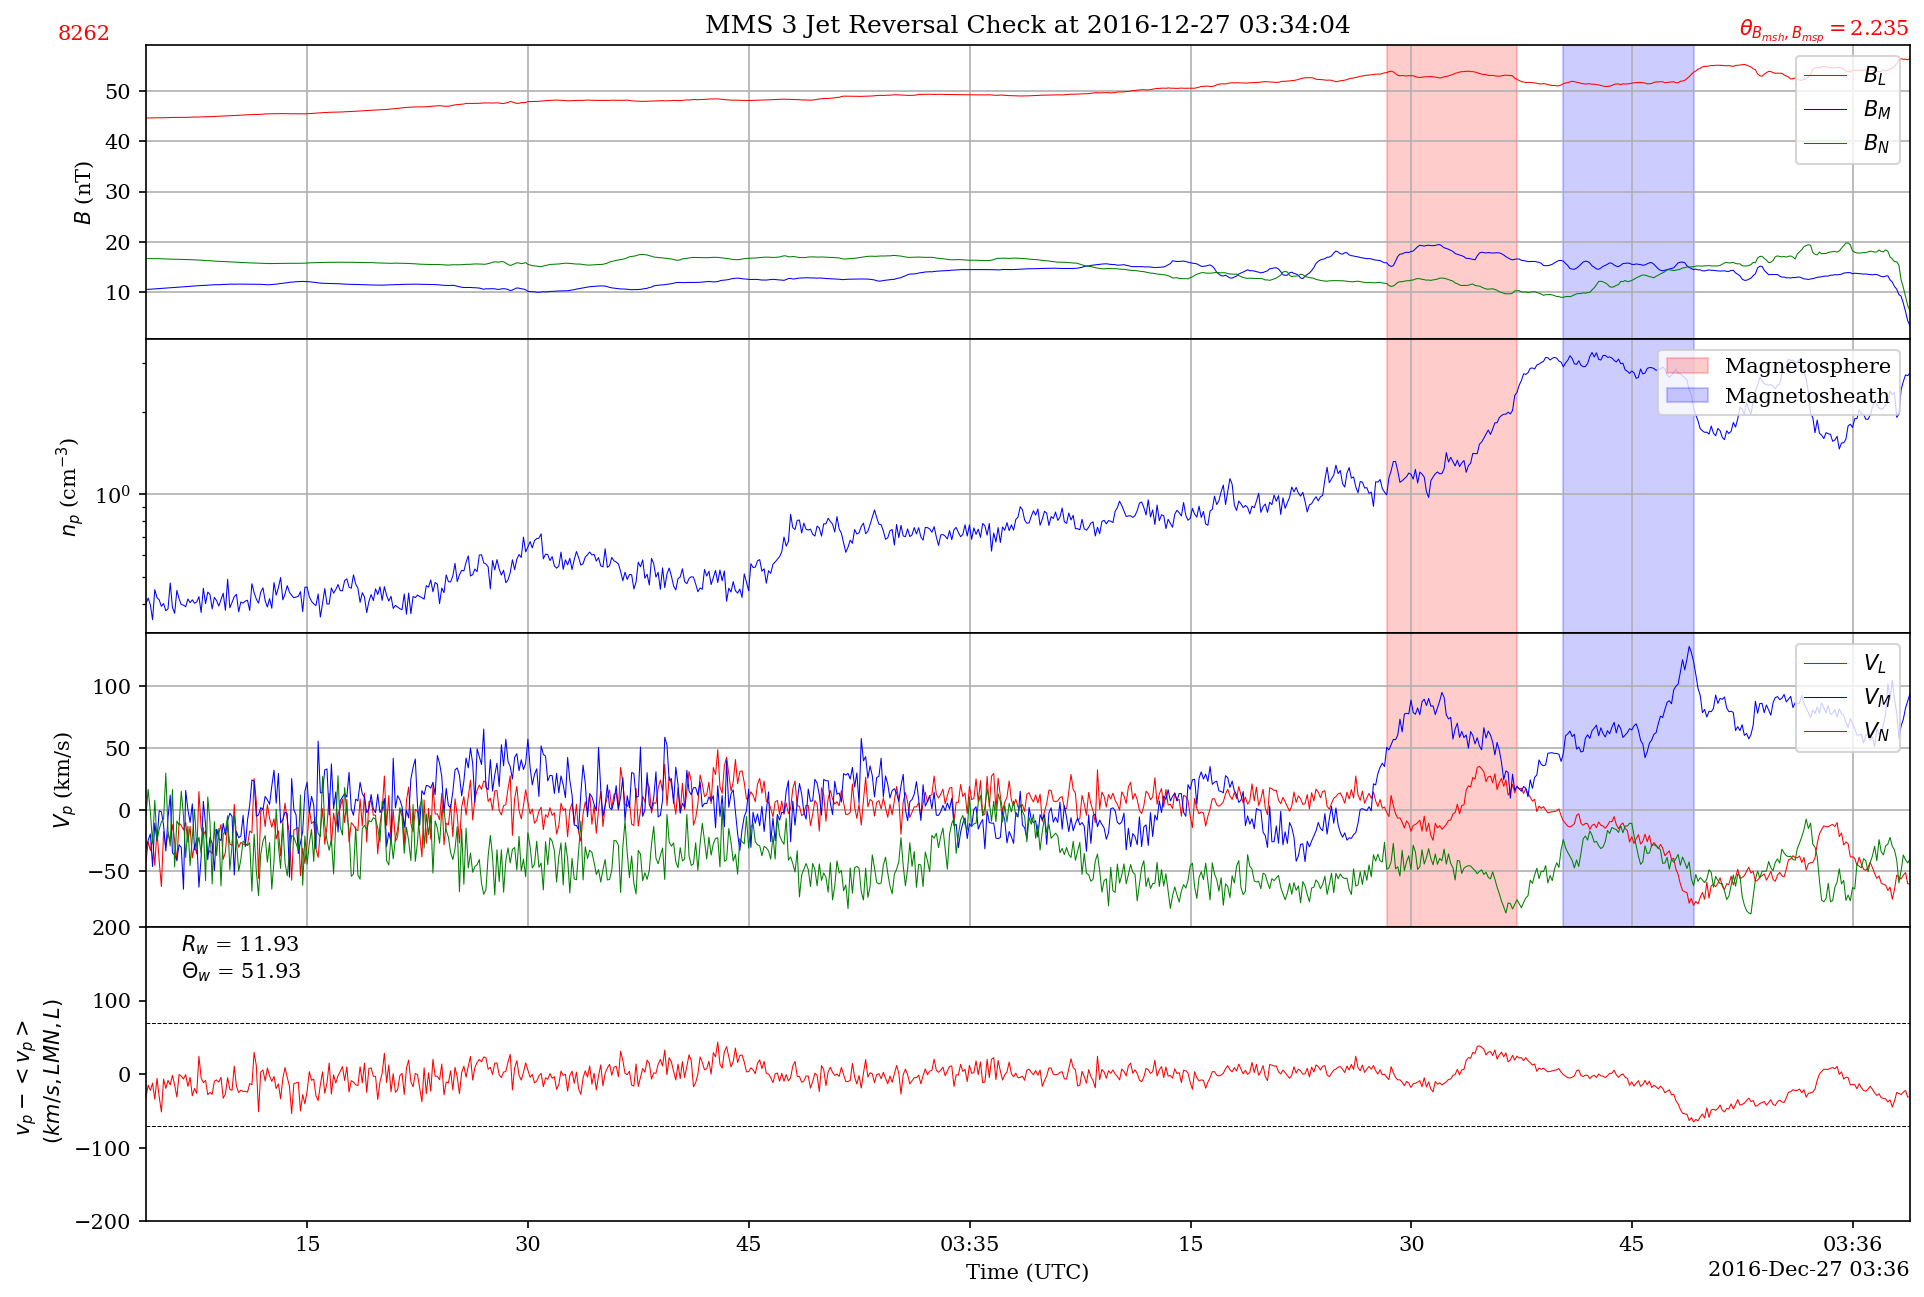 8262
MMS 3 Jet Reversal Check at 2016-12-27 03:34:04
θ_{B_{msh}, B_{msp}} = 2.235
B (nT)
50
40
30
20
10
B_L
B_M
B_N
n_p (cm⁻³)
10⁰
Magnetosphere
Magnetosheath
V_p (km/s)
100
50
0
−50
V_L
V_M
V_N
v_p − < v_p >
(km/s, LMN, L)
200
100
0
−100
−200
R_w = 11.93
Θ_w = 51.93
15 30 45 03:35 15 30 45 03:36
Time (UTC)
2016-Dec-27 03:36